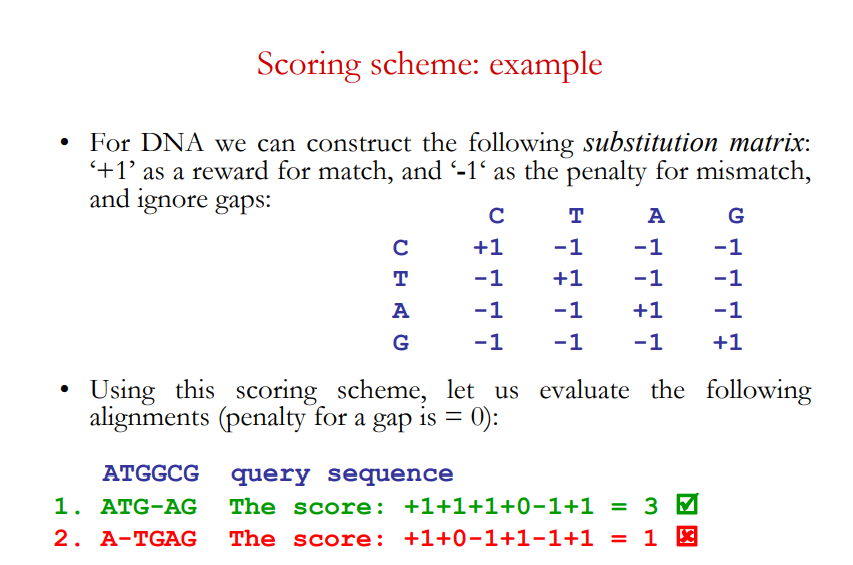 Scoring scheme: example
• For DNA we can construct the following substitution matrix:
‘+1’ as a reward for match, and ‘-1‘ as the penalty for mismatch,
and ignore gaps:
C T A G
C +1 -1 -1 -1
T -1 +1 -1 -1
A -1 -1 +1 -1
G -1 -1 -1 +1
• Using this scoring scheme, let us evaluate the following
alignments (penalty for a gap is = 0):
ATGGCG query sequence
1. ATG-AG The score: +1+1+1+0-1+1 = 3 ☑
2. A-TGAG The score: +1+0-1+1-1+1 = 1 ☒